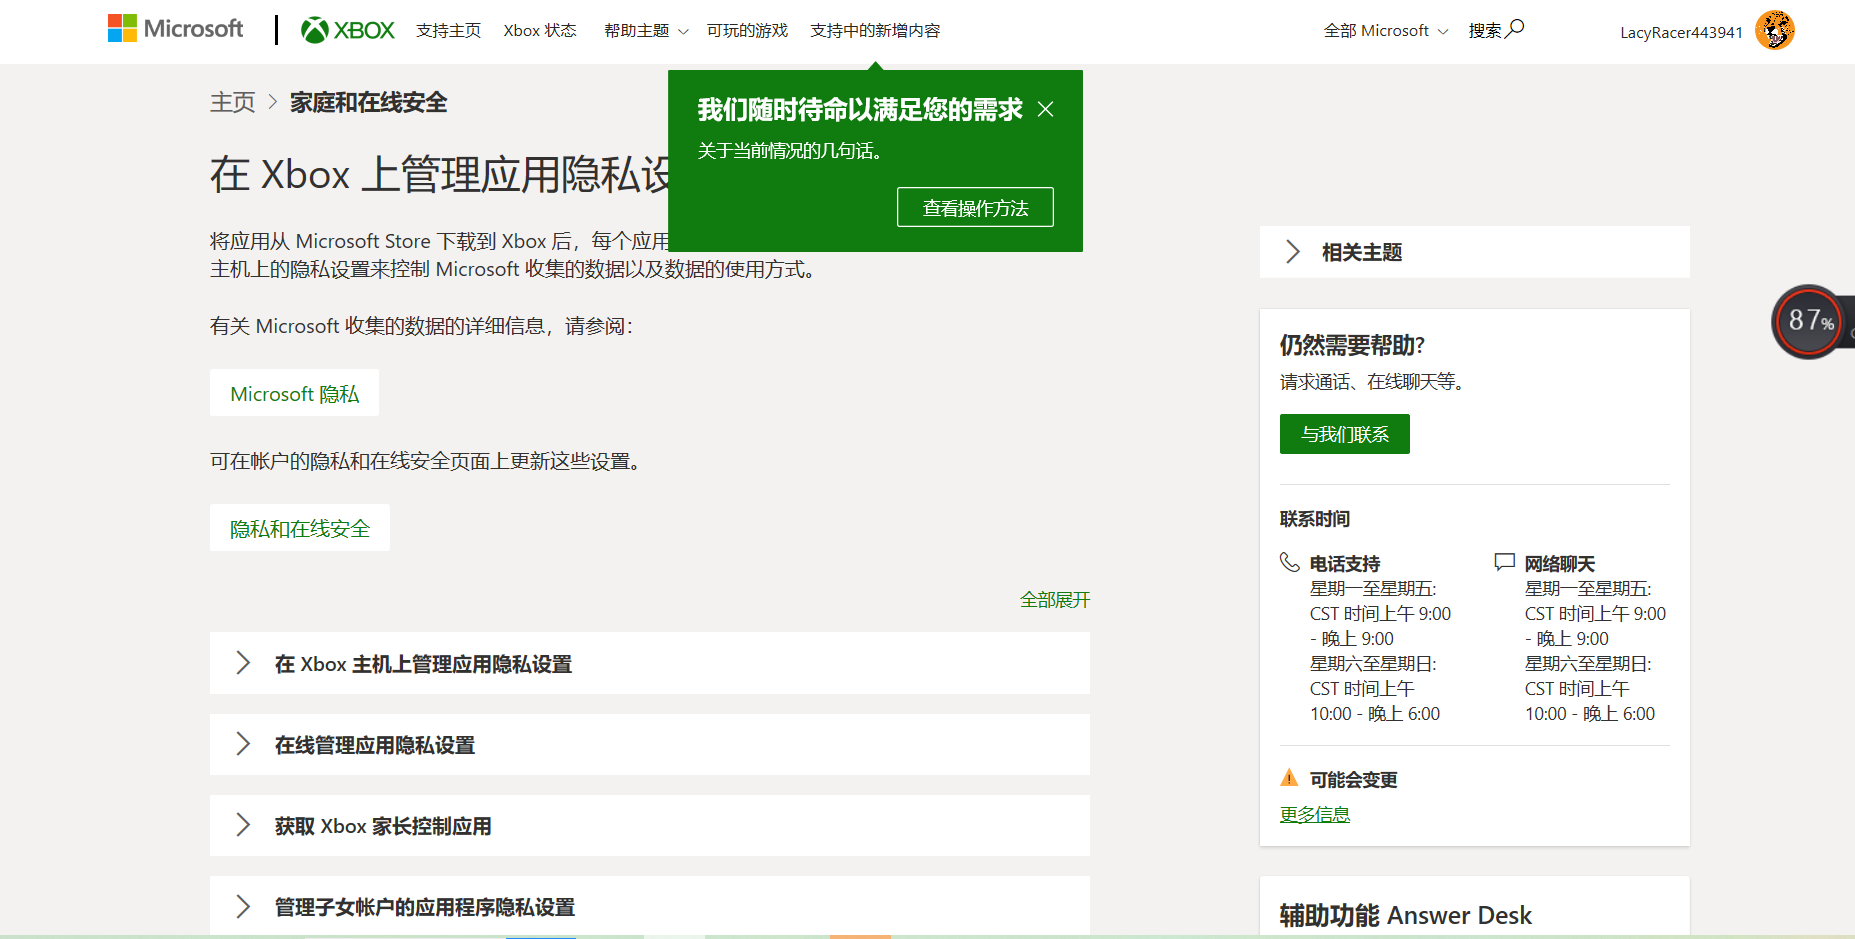 Microsoft
XBOX
支持主页
Xbox 状态
帮助主题
可玩的游戏
支持中的新增内容
全部 Microsoft
搜索
LacyRacer443941
主页
家庭和在线安全
我们随时待命以满足您的需求
关于当前情况的几句话。
查看操作方法
在 Xbox 上管理应用隐私设
将应用从 Microsoft Store 下载到 Xbox 后，每个应用
主机上的隐私设置来控制 Microsoft 收集的数据以及数据的使用方式。
有关 Microsoft 收集的数据的详细信息，请参阅：
Microsoft 隐私
可在帐户的隐私和在线安全页面上更新这些设置。
隐私和在线安全
全部展开
在 Xbox 主机上管理应用隐私设置
在线管理应用隐私设置
获取 Xbox 家长控制应用
管理子女帐户的应用程序隐私设置
相关主题
仍然需要帮助?
请求通话、在线聊天等。
与我们联系
联系时间
电话支持
星期一至星期五:
CST 时间上午 9:00
- 晚上 9:00
星期六至星期日:
CST 时间上午
10:00 - 晚上 6:00
网络聊天
星期一至星期五:
CST 时间上午 9:00
- 晚上 9:00
星期六至星期日:
CST 时间上午
10:00 - 晚上 6:00
可能会变更
更多信息
辅助功能 Answer Desk
87%